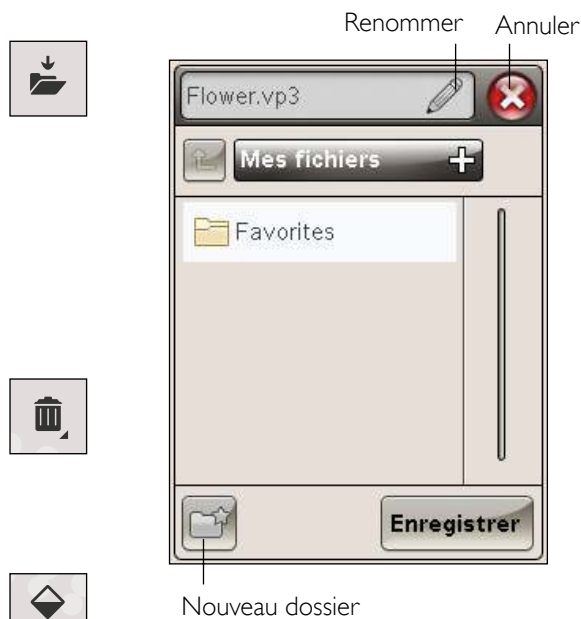 Renommer Annuler
Flower.vp3
Mes fichiers
Favorites
Enregistrer
Nouveau dossier